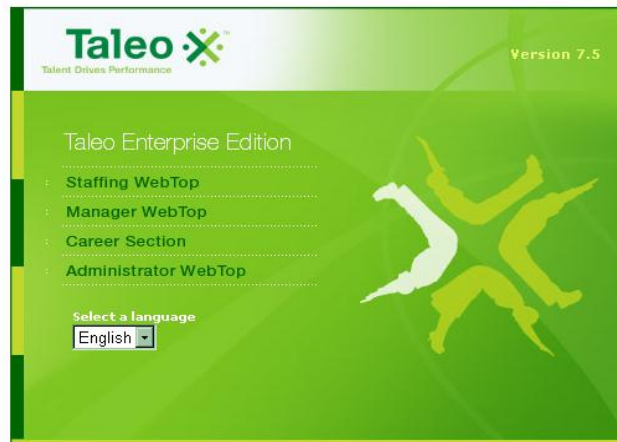 Taleo ™
Talent Drives Performance
Version 7.5
Taleo Enterprise Edition
Staffing WebTop
Manager WebTop
Career Section
Administrator WebTop
Select a language
English